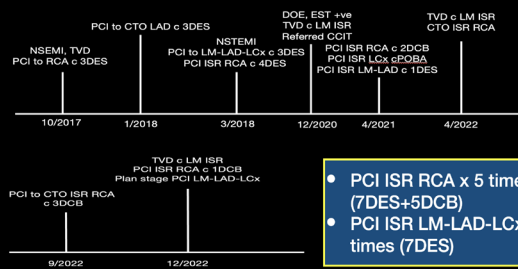 NSEMI, TVD
PCI to RCA c 3DES
10/2017
PCI to CTO LAD c 3DES
1/2018
NSTEMI
PCI to LM-LAD-LCx c 3DES
PCI ISR RCA c 4DES
3/2018
DOE, EST +ve
TVD c LM ISR
Referred CCIT
12/2020
PCI ISR RCA c 2DCB
PCI ISR LCx cPOBA
PCI ISR LM-LAD c 1DES
4/2021
TVD c LM ISR
CTO ISR RCA
4/2022
PCI to CTO ISR RCA
c 3DCB
9/2022
TVD c LM ISR
PCI ISR RCA c 1DCB
Plan stage PCI LM-LAD-LCx
12/2022
• PCI ISR RCA x 5 time
(7DES+5DCB)
• PCI ISR LM-LAD-LCx
times (7DES)